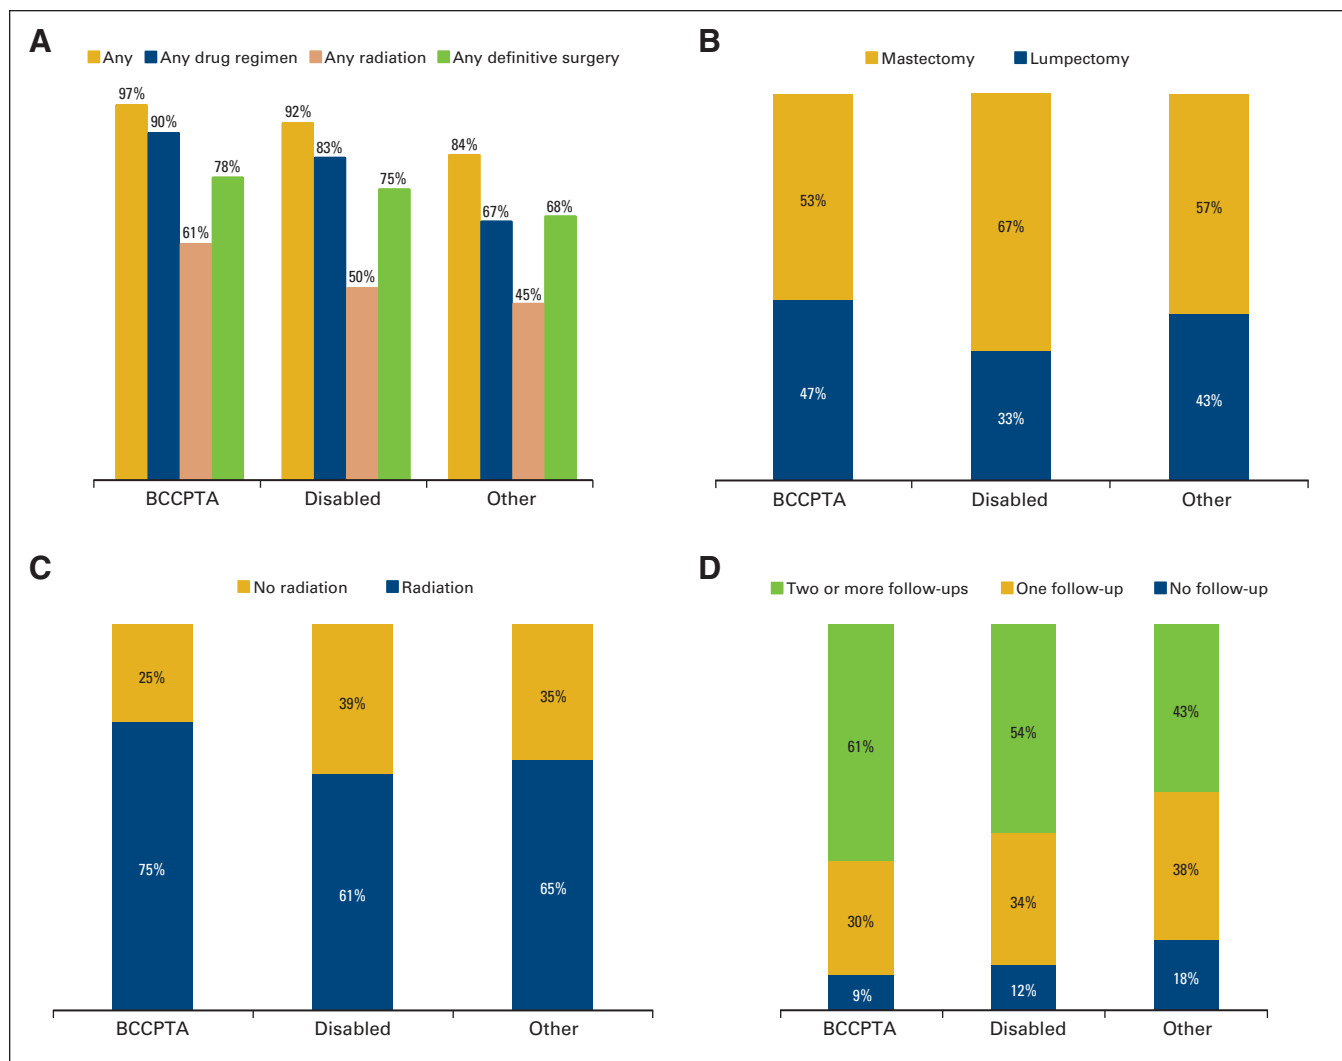 A
Any Any drug regimen Any radiation Any definitive surgery
97%
90%
61%
78%
92%
83%
50%
75%
84%
67%
45%
68%
BCCPTA Disabled Other
B
Mastectomy Lumpectomy
53%
67%
57%
47%
33%
43%
BCCPTA Disabled Other
C
No radiation Radiation
25%
39%
35%
75%
61%
65%
BCCPTA Disabled Other
D
Two or more follow-ups One follow-up No follow-up
61%
54%
43%
30%
34%
38%
9%
12%
18%
BCCPTA Disabled Other